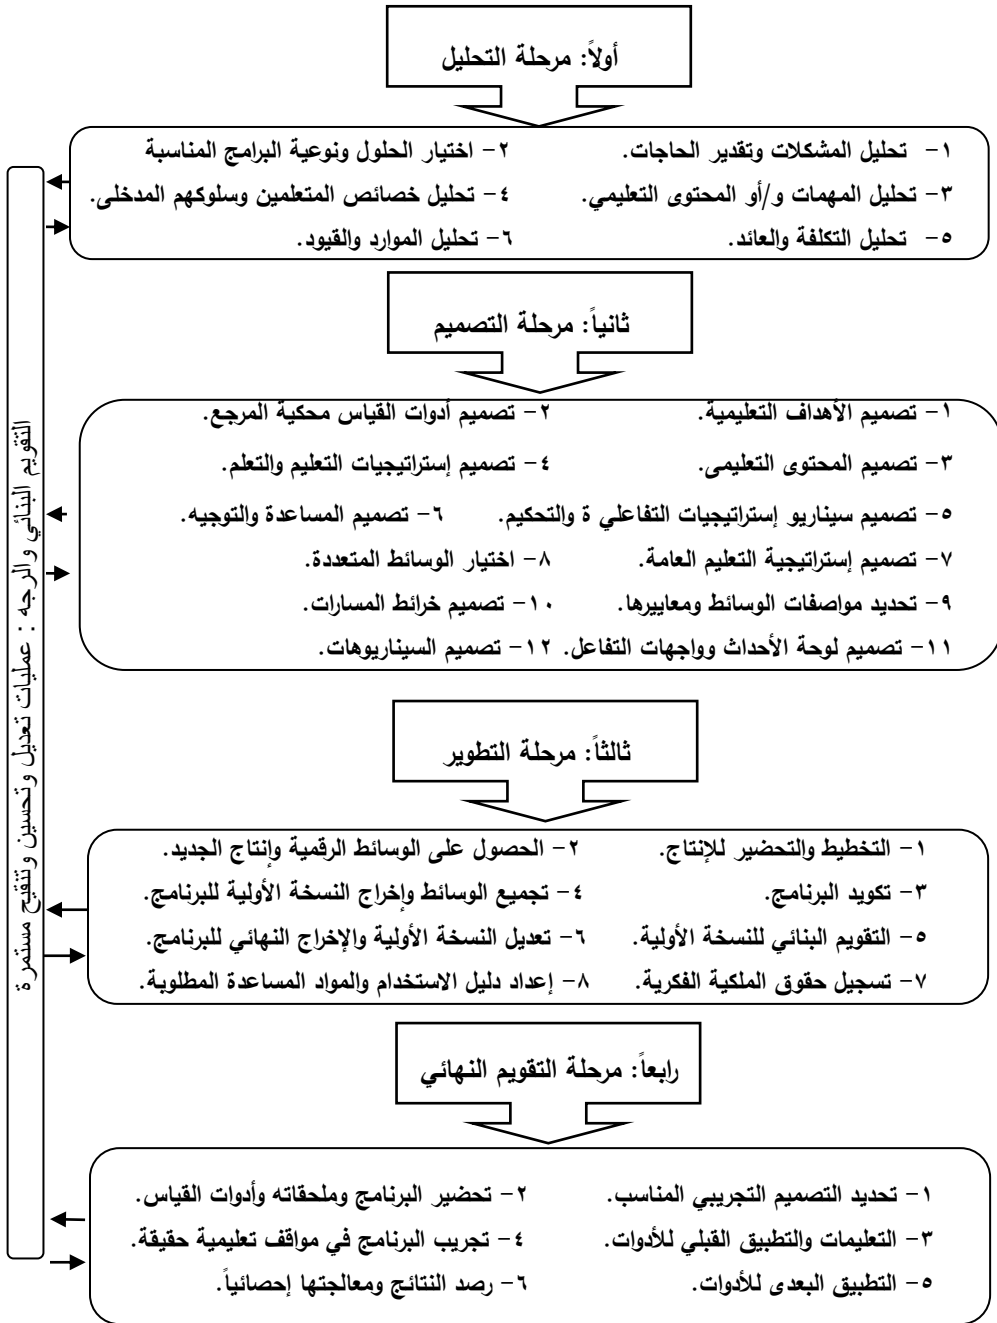 أولاً: مرحلة التحليل
١- تحليل المشكلات وتقدير الحاجات. ٢- اختيار الحلول ونوعية البرامج المناسبة
٣- تحليل المهمات و/أو المحتوى التعليمي. ٤- تحليل خصائص المتعلمين وسلوكهم المدخلى.
٥- تحليل التكلفة والعائد. ٦- تحليل الموارد والقيود.
ثانياً: مرحلة التصميم
١- تصميم الأهداف التعليمية. ٢- تصميم أدوات القياس محكية المرجع.
٣- تصميم المحتوى التعليمى. ٤- تصميم إستراتيجيات التعليم والتعلم.
٥- تصميم سيناريو إستراتيجيات التفاعلي ة والتحكيم. ٦- تصميم المساعدة والتوجيه.
٧- تصميم إستراتيجية التعليم العامة. ٨- اختيار الوسائط المتعددة.
٩- تحديد مواصفات الوسائط ومعاييرها. ١٠- تصميم خرائط المسارات.
١١- تصميم لوحة الأحداث وواجهات التفاعل. ١٢- تصميم السيناريوهات.
ثالثاً: مرحلة التطوير
١- التخطيط والتحضير للإنتاج. ٢- الحصول على الوسائط الرقمية وإنتاج الجديد.
٣- تكويد البرنامج. ٤- تجميع الوسائط وإخراج النسخة الأولية للبرنامج.
٥- التقويم البنائي للنسخة الأولية. ٦- تعديل النسخة الأولية والإخراج النهائي للبرنامج.
٧- تسجيل حقوق الملكية الفكرية. ٨- إعداد دليل الاستخدام والمواد المساعدة المطلوبة.
رابعاً: مرحلة التقويم النهائي
١- تحديد التصميم التجريبي المناسب. ٢- تحضير البرنامج وملحقاته وأدوات القياس.
٣- التعليمات والتطبيق القبلي للأدوات. ٤- تجريب البرنامج في مواقف تعليمية حقيقة.
٥- التطبيق البعدى للأدوات. ٦- رصد النتائج ومعالجتها إحصائياً.
التقويم البنائي والرجه : عمليات تعديل وتحسين وتنقيح مستمرة